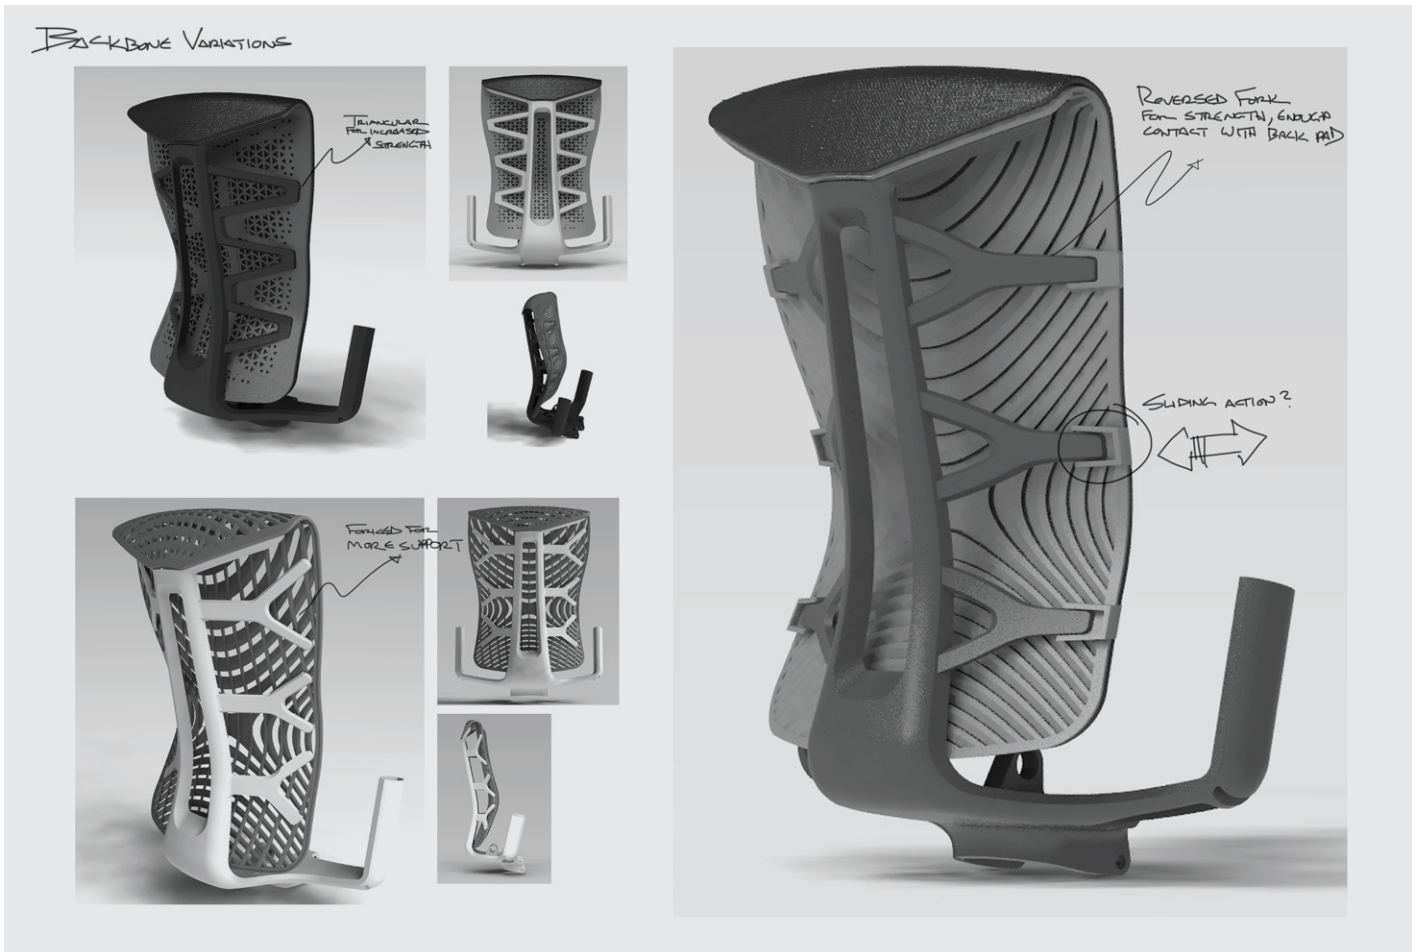 BACKBONE VARIATIONS
TRIANGULAR
FOR INCREASED
STRENGTH
REVERSED FORK
FOR STRENGTH, ENOUGH
CONTACT WITH BACK PAD
SLIDING ACTION?
FORKED FOR
MORE SUPPORT